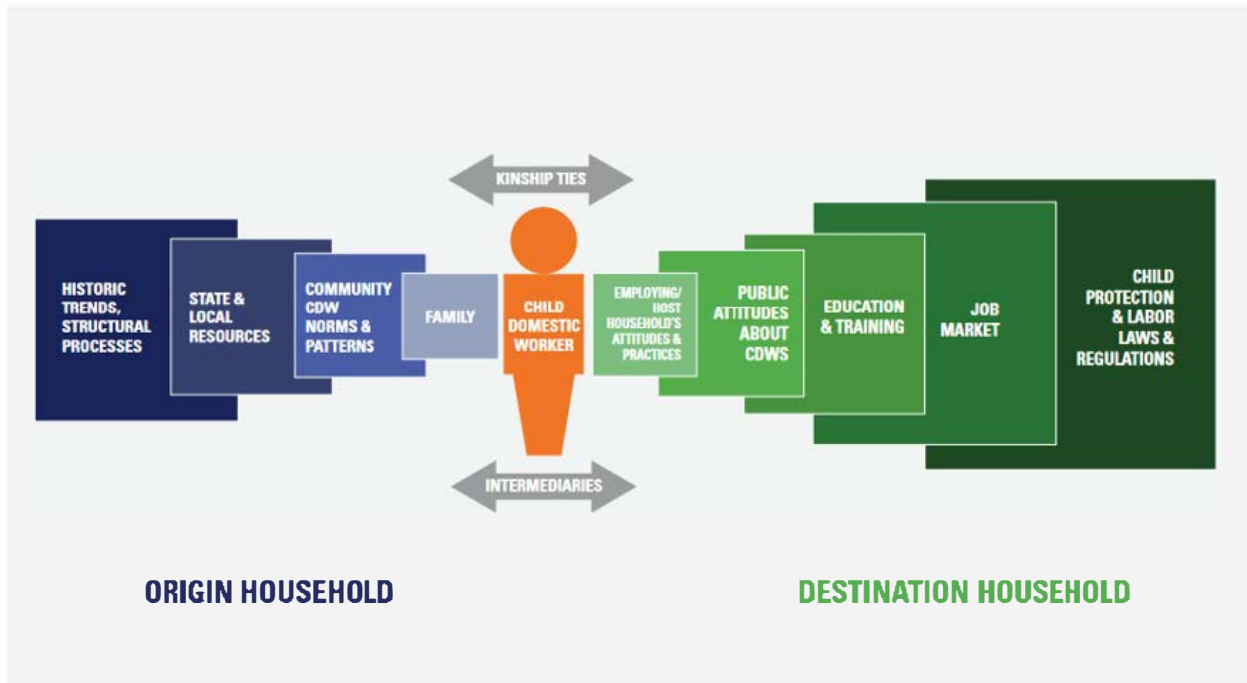 KINSHIP TIES
HISTORIC
TRENDS,
STRUCTURAL
PROCESSES
STATE &
LOCAL
RESOURCES
COMMUNITY
CDW
NORMS &
PATTERNS
FAMILY
CHILD
DOMESTIC
WORKER
EMPLOYING/
HOST
HOUSEHOLD'S
ATTITUDES &
PRACTICES
PUBLIC
ATTITUDES
ABOUT
CDWS
EDUCATION
& TRAINING
JOB
MARKET
CHILD
PROTECTION
& LABOR
LAWS &
REGULATIONS
INTERMEDIARIES
ORIGIN HOUSEHOLD
DESTINATION HOUSEHOLD